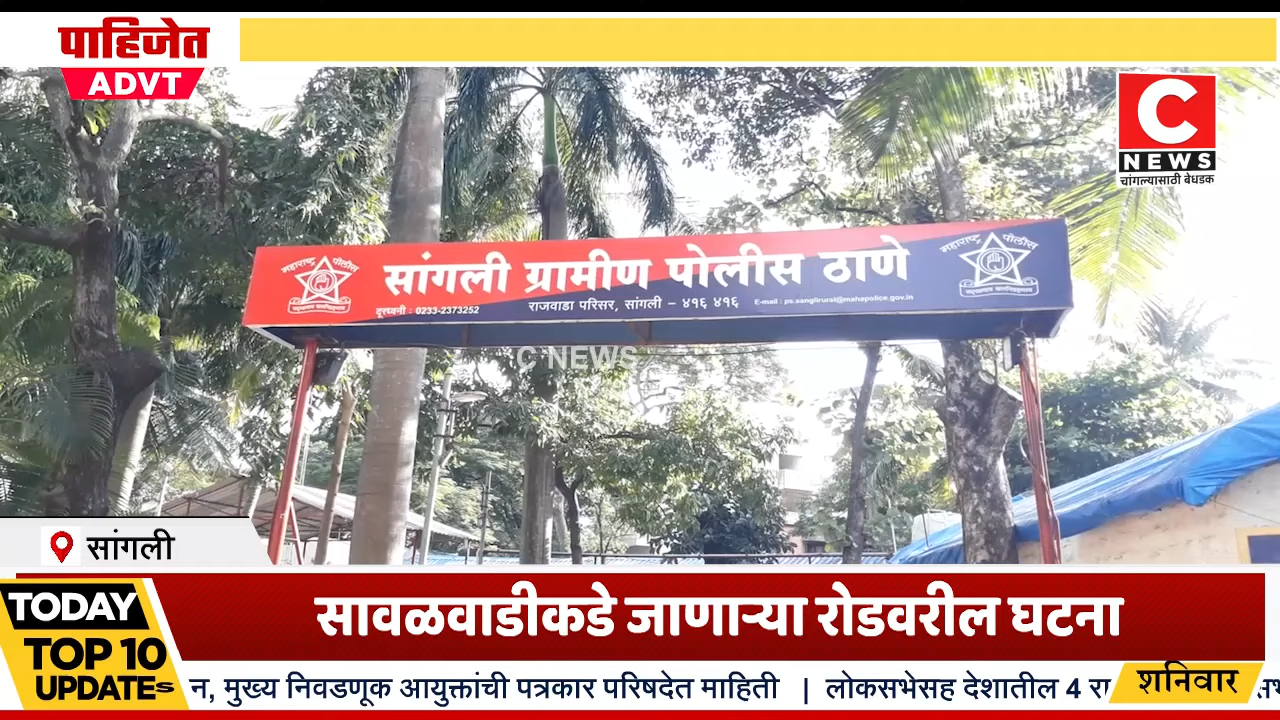 पाहिजेत
ADVT
C
NEWS
चांगल्यासाठी बेधडक
महाराष्ट्र पोलीस
सांगली ग्रामीण पोलीस ठाणे
महाराष्ट्र पोलीस
दूरध्वनी : 0233-2373252
राजवाडा परिसर, सांगली – ४१६ ४१६
E-mail : ps.sanglirural@mahapolice.gov.in
C NEWS
सांगली
TODAY
TOP 10
UPDATES
सावळवाडीकडे जाणाऱ्या रोडवरील घटना
न, मुख्य निवडणूक आयुक्तांची पत्रकार परिषदेत माहिती | लोकसभेसह देशातील 4
शनिवार